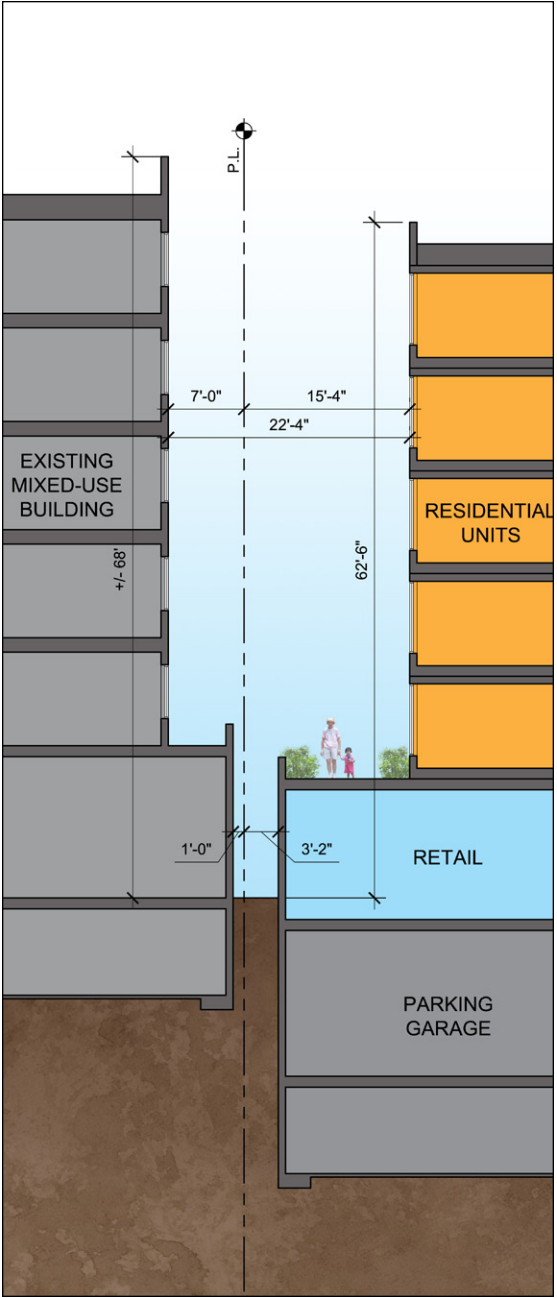 P.L.
7'-0"
15'-4"
22'-4"
EXISTING
MIXED-USE
BUILDING
RESIDENTIAL
UNITS
+/- 68'
62'-6"
1'-0"
3'-2"
RETAIL
PARKING
GARAGE